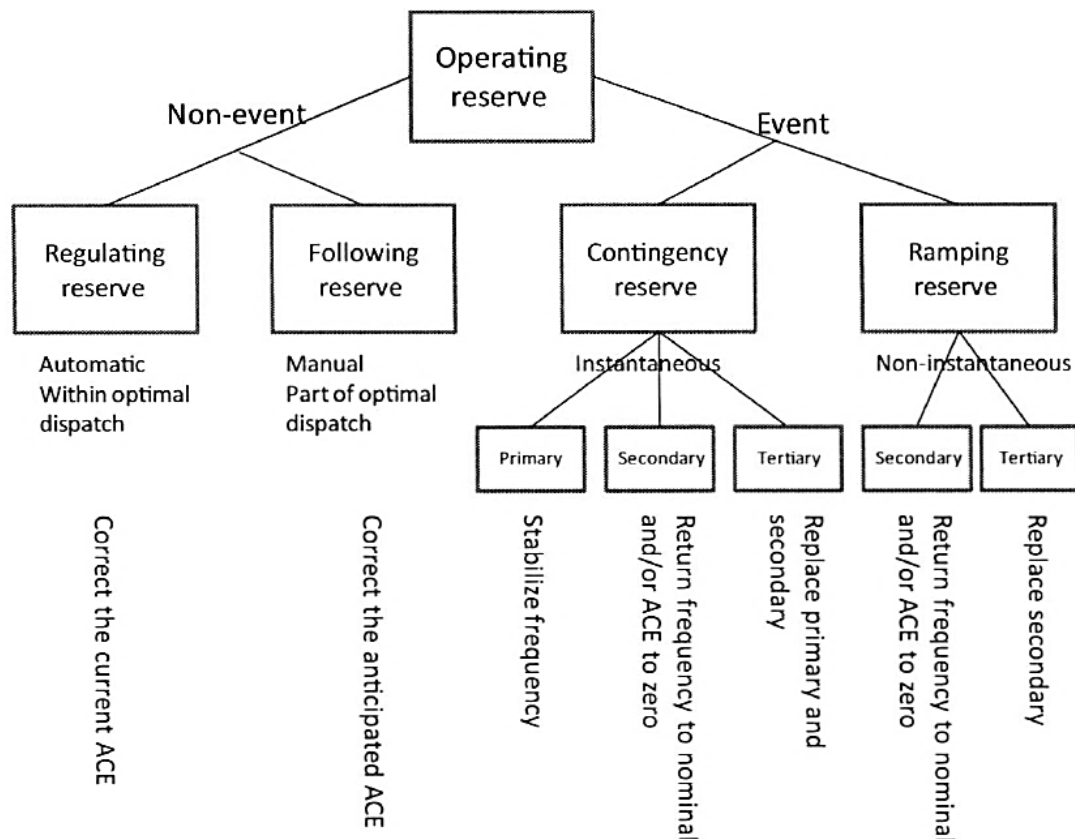 Operating
reserve
Non-event
Event
Regulating
reserve
Following
reserve
Contingency
reserve
Ramping
reserve
Automatic
Within optimal
dispatch
Manual
Part of optimal
dispatch
Instantaneous
Non-instantaneous
Primary
Secondary
Tertiary
Secondary
Tertiary
Correct the current ACE
Correct the anticipated ACE
Stabilize frequency
Return frequency to nominal
and/or ACE to zero
Replace primary and
secondary
Return frequency to nominal
and/or ACE to zero
Replace secondary